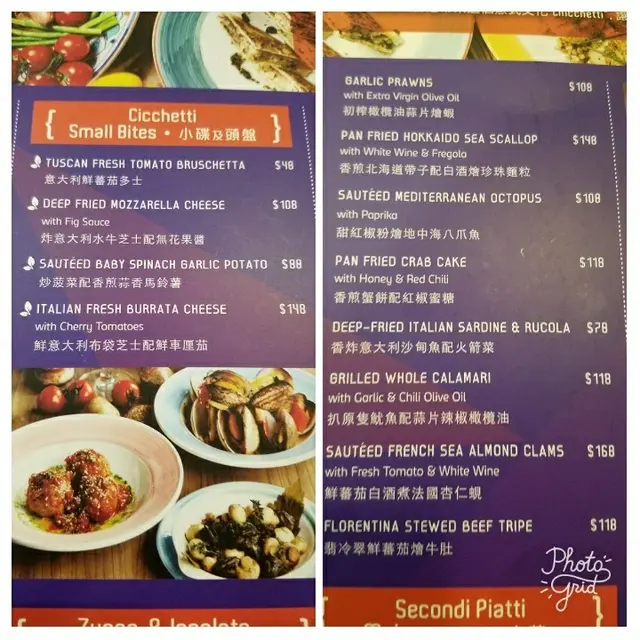 Cicchetti
Small Bites • 小碟及頭盤
TUSCAN FRESH TOMATO BRUSCHETTA $48
意大利鮮蕃茄多士
DEEP FRIED MOZZARELLA CHEESE $108
with Fig Sauce
炸意大利水牛芝士配無花果醬
SAUTÉED BABY SPINACH GARLIC POTATO $88
炒菠菜配香煎蒜香馬鈴薯
ITALIAN FRESH BURRATA CHEESE $148
with Cherry Tomatoes
鮮意大利布袋芝士配鮮車厘茄
GARLIC PRAWNS $108
with Extra Virgin Olive Oil
初榨橄欖油蒜片燴蝦
PAN FRIED HOKKAIDO SEA SCALLOP $148
with White Wine & Fregola
香煎北海道帶子配白酒燴珍珠麵粒
SAUTÉED MEDITERRANEAN OCTOPUS $108
with Paprika
甜紅椒粉燴地中海八爪魚
PAN FRIED CRAB CAKE $118
with Honey & Red Chili
香煎蟹餅配紅椒蜜糖
DEEP-FRIED ITALIAN SARDINE & RUCOLA $78
香炸意大利沙甸魚配火箭菜
GRILLED WHOLE CALAMARI $118
with Garlic & Chili Olive Oil
扒原隻魷魚配蒜片辣椒橄欖油
SAUTÉED FRENCH SEA ALMOND CLAMS $168
with Fresh Tomato & White Wine
鮮蕃茄白酒煮法國杏仁蜆
FLORENTINA STEWED BEEF TRIPE $118
翡冷翠鮮蕃茄燴牛肚
Secondi Piatti
Photo
Grid